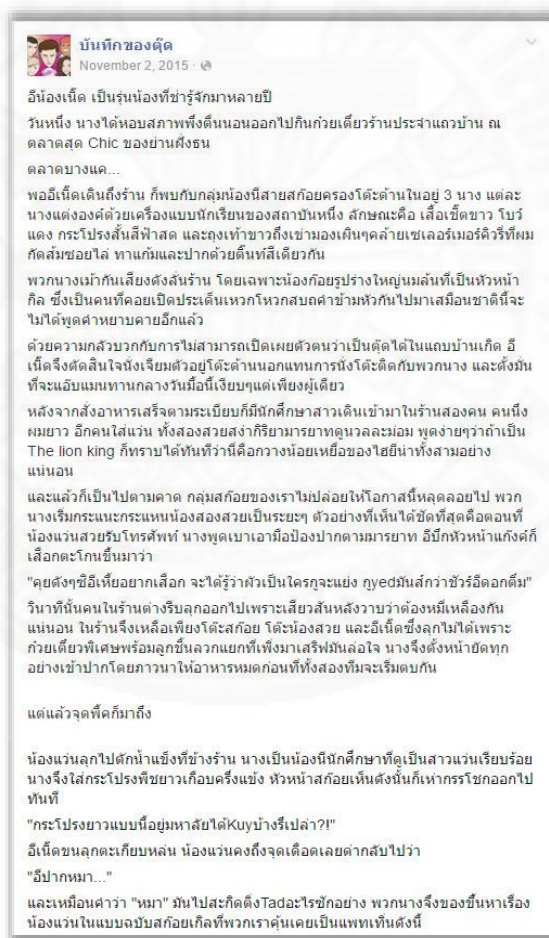 บันทึกของตุ๊ด
November 2, 2015 ·
อีน้องเนี้ด เป็นรุ่นน้องที่ช่ารู้จักมาหลายปี
วันหนึ่ง นางได้หอบสภาพพึ่งตื่นนอนออกไปกินก๋วยเตี๋ยวร้านประจำแถวบ้าน ณ
ตลาดสุด Chic ของย่านฝั่งธน
ตลาดบางแค...
พออีเนี้ดเดินถึงร้าน ก็พบกับกลุ่มน้องนีสายสก๊อยครองโต๊ะด้านในอยู่ 3 นาง แต่ละ
นางแต่งองค์ด้วยเครื่องแบบนักเรียนของสถาบันหนึ่ง ลักษณะคือ เสื้อเชิ้ตขาว โบว์
แดง กระโปรงสั้นสีฟ้าสด และถุงเท้าขาวถึงเข่ามองเผินๆคล้ายเซเลอร์เมอร์คิวรี่ที่ผม
กัดสั้มซอยไล่ ทาแก้มและปากด้วยติ้นท์สีเดียวกัน
พวกนางเม้ากันเสียงดังลั่นร้าน โดยเฉพาะน้องก๊อยรูปร่างใหญ่นมล้นที่เป็นหัวหน้า
กิล ซึ่งเป็นคนที่คอยเปิดประเด็นเหวกโหวกสบถคำข้ามหัวกันไปมาเสมือนชาตินี้จะ
ไม่ได้พูดคำหยาบคายอีกแล้ว
ด้วยความกลัวบวกกับการไม่สามารถเปิดเผยตัวตนว่าเป็นตุ๊ดได้ในแถบบ้านเกิด อี
เนี้ดจึงตัดสินใจนั่งเจียมตัวอยู่โต๊ะด้านนอกแทนการนั่งโต๊ะติดกับพวกนาง และตั้งมั่น
ที่จะแอ๊บแมนทานกลางวันมื้อนี้เงียบๆแต่เพียงผู้เดียว
หลังจากสั่งอาหารเสร็จตามระเบียบก็มีนักศึกษาสาวเดินเข้ามาในร้านสองคน คนนึง
ผมยาว อีกคนใส่แว่น ทั้งสองสวยสง่ากิริยามารยาทดูนวลละม่อม พูดง่ายๆว่าถ้าเป็น
The lion king ก็ทราบได้ทันทีว่านี่คือกวางน้อยเหยื่อของไฮยีน่าทั้งสามอย่าง
แน่นอน
และแล้วก็เป็นไปตามคาด กลุ่มสก๊อยของเราไม่ปล่อยให้โอกาสนี้หลุดลอยไป พวก
นางเริ่มกระแนะกระแหนน้องสองสวยเป็นระยะๆ ตัวอย่างที่เห็นได้ชัดที่สุดคือตอนที่
น้องแว่นสวยรับโทรศัพท์ นางพูดเบาเอามือป้องปากตามมารยาท อีบิ๊กหัวหน้าแก๊งค์ก็
เสือกตะโกนขึ้นมาว่า
"คุยดังๆซิอีเหี้ยอยากเสือก จะได้รู้ว่าผัวเป็นใครกูจะแย่ง กูyedมันส์กว่าชัวร์อีดอกติ๋ม"
วินาทีนั้นคนในร้านต่างรีบลุกออกไปเพราะเสียวสันหลังวาบว่าต้องหมี่เหลืองกัน
แน่นอน ในร้านจึงเหลือเพียงโต๊ะสก๊อย โต๊ะน้องสวย และอีเนี้ดซึ่งลุกไม่ได้เพราะ
ก๋วยเตี๋ยวพิเศษพร้อมลูกชิ้นลวกแยกที่เพิ่งมาเสริฟมันล่อใจ นางจึงตั้งหน้ายัดทุก
อย่างเข้าปากโดยภาวนาให้อาหารหมดก่อนที่ทั้งสองทีมจะเริ่มตบกัน
แต่แล้วจุดพีคก็มาถึง
น้องแว่นลุกไปตักน้ำแข็งที่ข้างร้าน นางเป็นน้องนีนักศึกษาที่ดูเป็นสาวแว่นเรียบร้อย
นางจึงใส่กระโปรงพีชยาวเกือบครึ่งแข้ง หัวหน้าสก๊อยเห็นดังนั้นก็เห่ากรรโชกออกไป
ทันที
"กระโปรงยาวแบบนี้อยู่มหาลัยได้Kuyบ้างรึเปล่า?!"
อีเนี้ดขนลุกตะเกียบหล่น น้องแว่นคงถึงจุดเดือดเลยด่ากลับไปว่า
"อีปากหมา..."
และเหมือนคำว่า "หมา" มันไปสะกิดติ่งTadอะไรซักอย่าง พวกนางจึงของขึ้นหาเรื่อง
น้องแว่นในแบบฉบับสก๊อยเกิลที่พวกเราคุ้นเคยเป็นแพทเทิ่นดังนี้